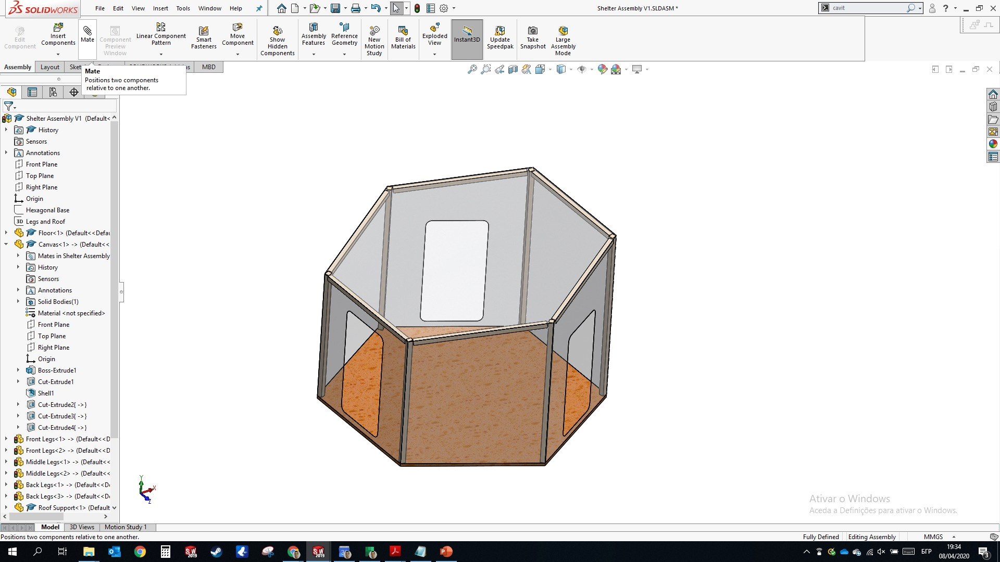 SOLIDWORKS
File Edit View Insert Tools Window Help
Shelter Assembly V1.SLDASM *
cavit
Edit Component
Insert Components
Mate
Component Preview Window
Linear Component Pattern
Smart Fasteners
Move Component
Show Hidden Components
Assembly Features
Reference Geometry
New Motion Study
Bill of Materials
Exploded View
Instant3D
Update Speedpak
Take Snapshot
Large Assembly Mode
Assembly Layout MBD
Mate
Positions two components
relative to one another.
Shelter Assembly V1 (Default<
History
Sensors
Annotations
Front Plane
Top Plane
Right Plane
Origin
Hexagonal Base
3D Legs and Roof
Floor<1> (Default<<Defau
Canvas<1> -> (Default<<
Mates in Shelter Assembly
History
Sensors
Annotations
Solid Bodies(1)
Material <not specified>
Front Plane
Top Plane
Right Plane
Origin
Boss-Extrude1
Cut-Extrude1
Shell1
Cut-Extrude2{ ->}
Cut-Extrude3{ ->}
Cut-Extrude4{ ->}
Front Legs<1> -> (Default<<D
Front Legs<2> -> (Default<<D
Middle Legs<1> -> (Default<<
Middle Legs<2> -> (Default<<
Back Legs<1> -> (Default<<D
Back Legs<3> -> (Default<<D
Roof Support<1> (Default
Y
X
Z
Ativar o Windows
Aceda a Definições para ativar o Windows.
Model 3D Views Motion Study 1
Positions two components relative to one another.
Fully Defined Editing Assembly MMGS
SW 2019
SW 2019
БГР
19:34
08/04/2020
3